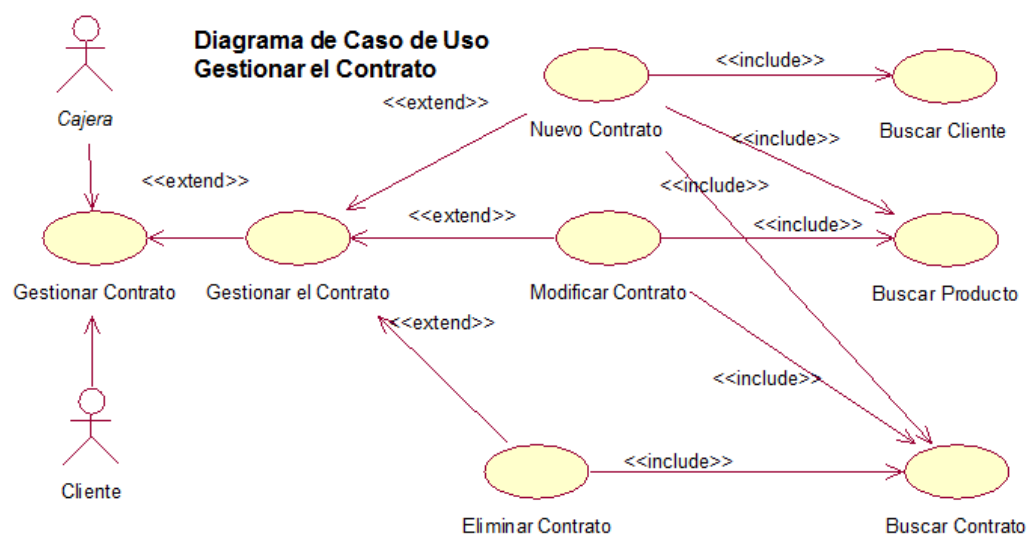 Diagrama de Caso de Uso
Gestionar el Contrato
Cajera
<<extend>>
Nuevo Contrato
<<include>>
Buscar Cliente
<<include>>
<<extend>>
<<include>>
<<extend>>
<<include>>
Gestionar Contrato
Gestionar el Contrato
Modificar Contrato
Buscar Producto
<<extend>>
<<include>>
Cliente
<<include>>
Eliminar Contrato
Buscar Contrato